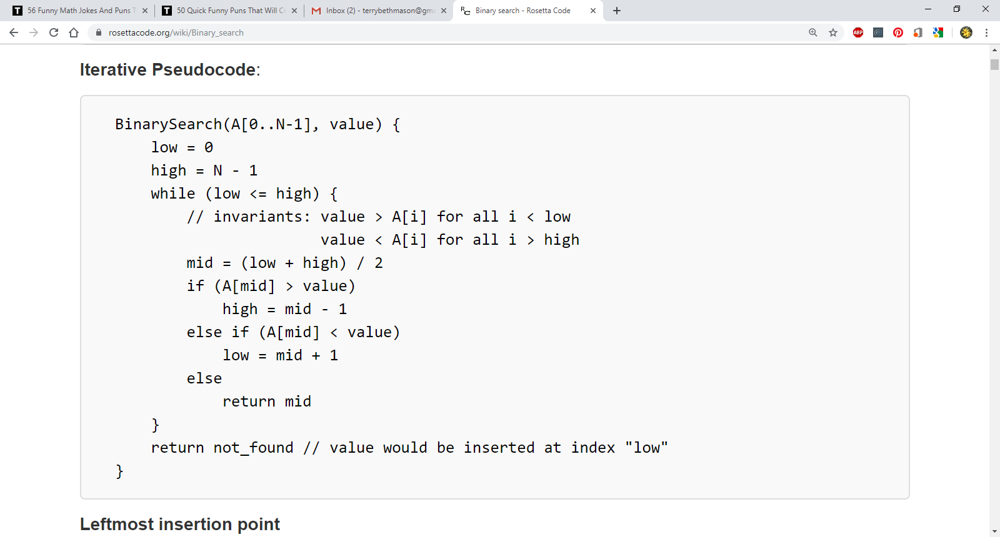 56 Funny Math Jokes And Puns T
50 Quick Funny Puns That Will Cr
Inbox (2) - terrybethmason@gma
Binary search - Rosetta Code
rosettacode.org/wiki/Binary_search
ABP
Iterative Pseudocode:
BinarySearch(A[0..N-1], value) {
low = 0
high = N - 1
while (low <= high) {
// invariants: value > A[i] for all i < low
value < A[i] for all i > high
mid = (low + high) / 2
if (A[mid] > value)
high = mid - 1
else if (A[mid] < value)
low = mid + 1
else
return mid
}
return not_found // value would be inserted at index "low"
}
Leftmost insertion point